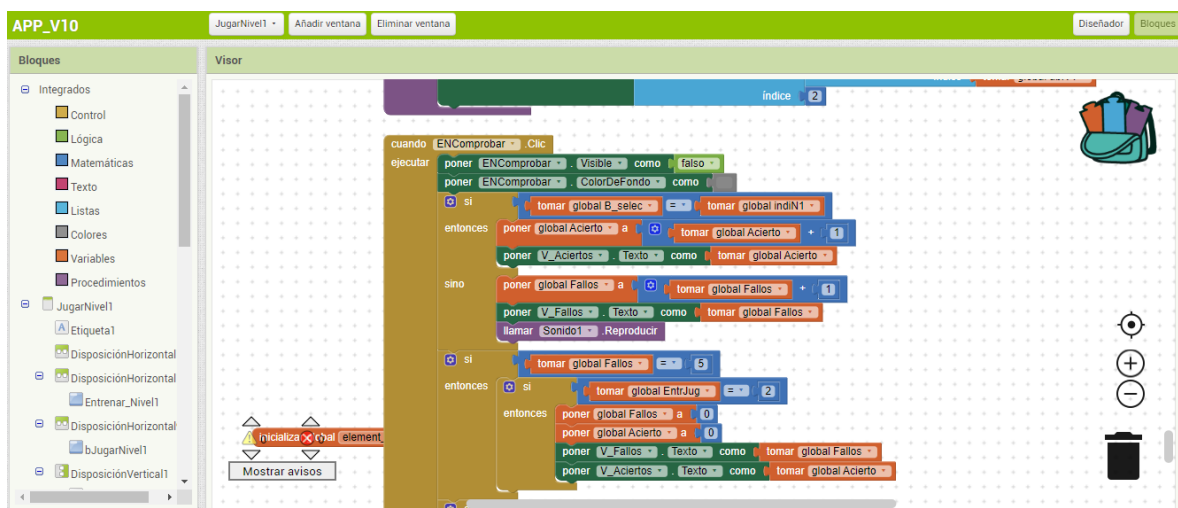 APP_V10
JugarNivel1
Añadir ventana
Eliminar ventana
Diseñador
Bloques
Bloques
Integrados
Control
Lógica
Matemáticas
Texto
Listas
Colores
Variables
Procedimientos
JugarNivel1
A Etiqueta1
DisposiciónHorizontal
DisposiciónHorizontal
Entrenar_Nivel1
DisposiciónHorizontal
bJugarNivel1
DisposiciónVertical1
Visor
índice 2
cuando ENComprobar .Clic
ejecutar poner ENComprobar . Visible como falso
poner ENComprobar . ColorDeFondo como
si tomar global B_selec = tomar global indiN1
entonces poner global Acierto a tomar global Acierto + 1
poner V_Aciertos . Texto como tomar global Acierto
sino poner global Fallos a tomar global Fallos + 1
poner V_Fallos . Texto como tomar global Fallos
llamar Sonido1 .Reproducir
si tomar global Fallos = 5
entonces si tomar global EntrJug = 2
entonces poner global Fallos a 0
poner global Acierto a 0
poner V_Fallos . Texto como tomar global Fallos
poner V_Aciertos . Texto como tomar global Acierto
element_
Mostrar avisos